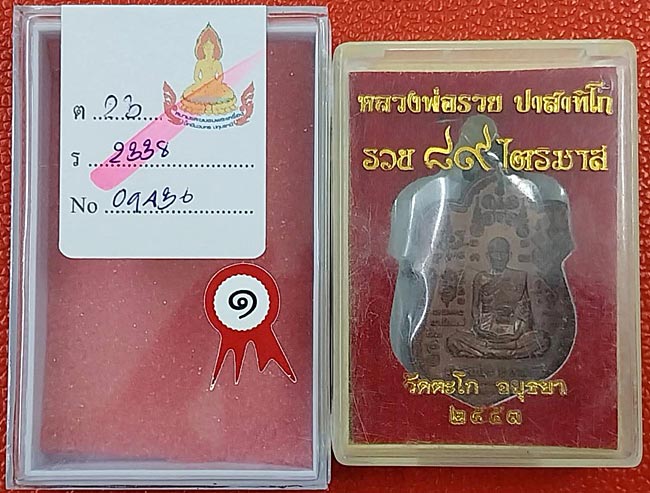 ต ...23...
ร ...2338...
No 09A36
๑
หลวงพ่อรวย ปาสาทิโก
รวย ๘๙ ไตรมาส
วัดตะโก อยุธยา
๒๕๕๓